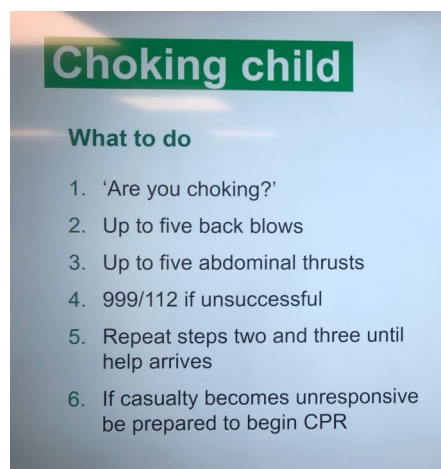 Choking child
What to do
1. ‘Are you choking?’
2. Up to five back blows
3. Up to five abdominal thrusts
4. 999/112 if unsuccessful
5. Repeat steps two and three until
help arrives
6. If casualty becomes unresponsive
be prepared to begin CPR